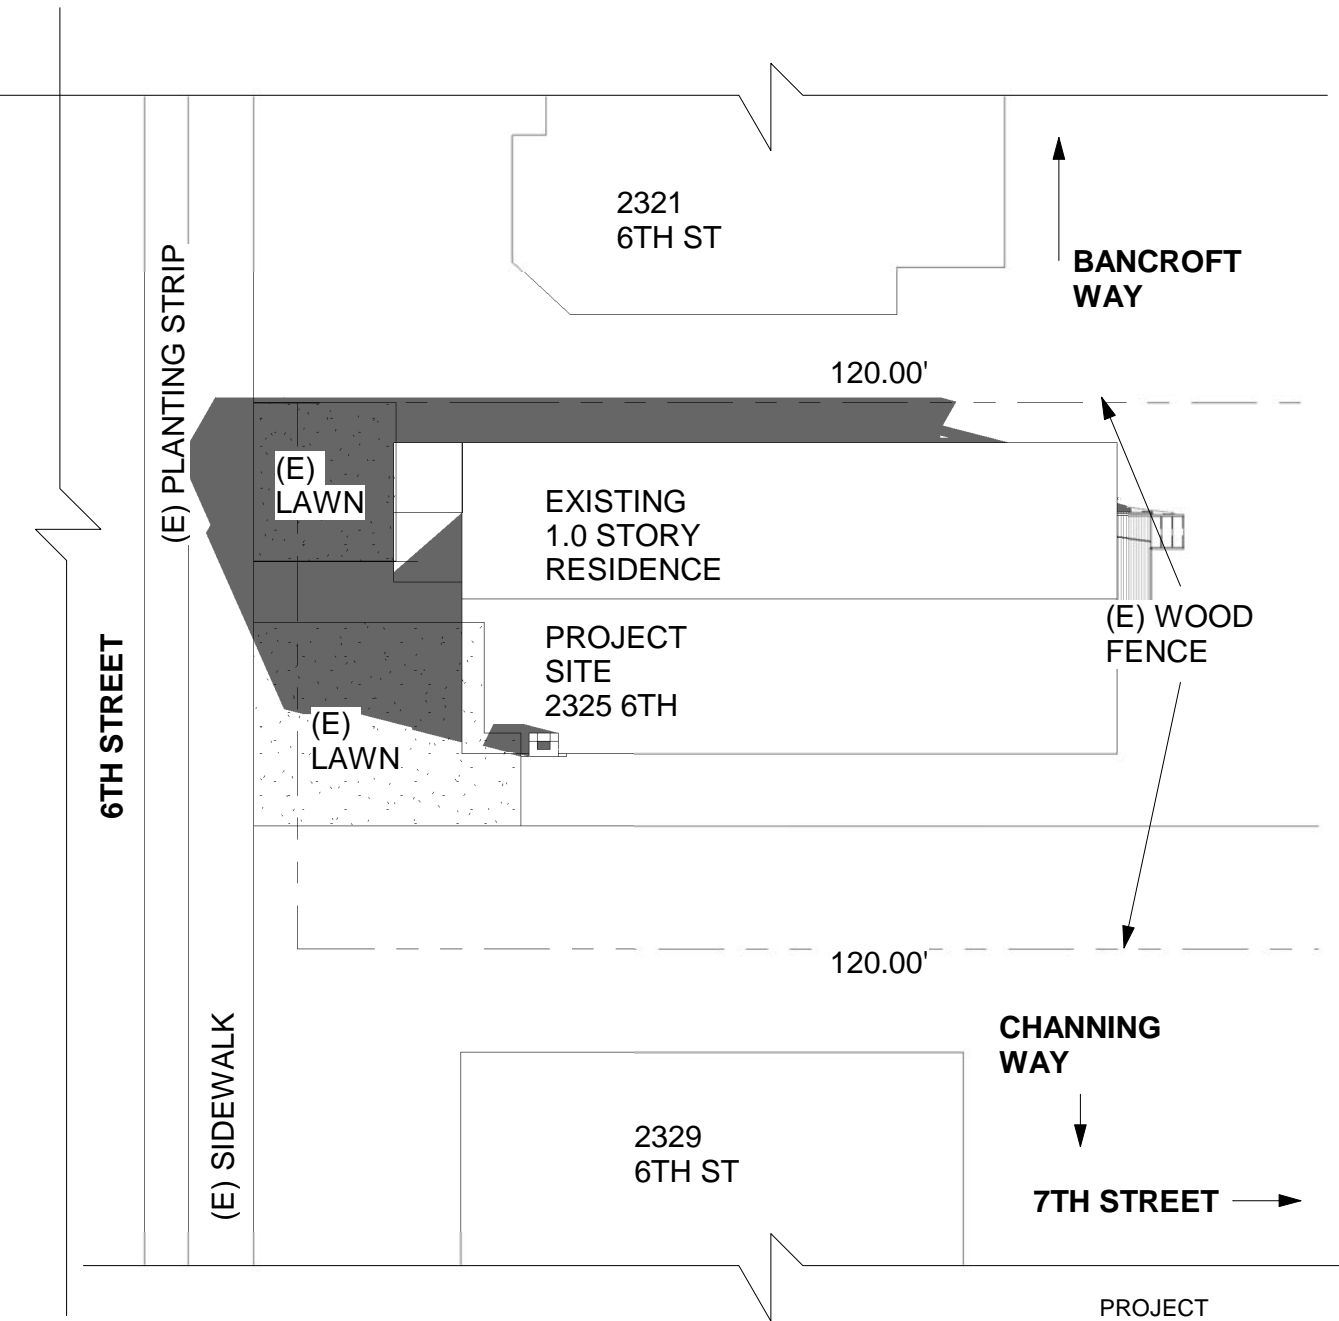 2321
6TH ST
BANCROFT
WAY
(E) PLANTING STRIP
120.00'
(E)
LAWN
EXISTING
1.0 STORY
RESIDENCE
(E) WOOD
FENCE
PROJECT
SITE
2325 6TH
6TH STREET
(E)
LAWN
120.00'
(E) SIDEWALK
CHANNING
WAY
2329
6TH ST
7TH STREET
PROJECT